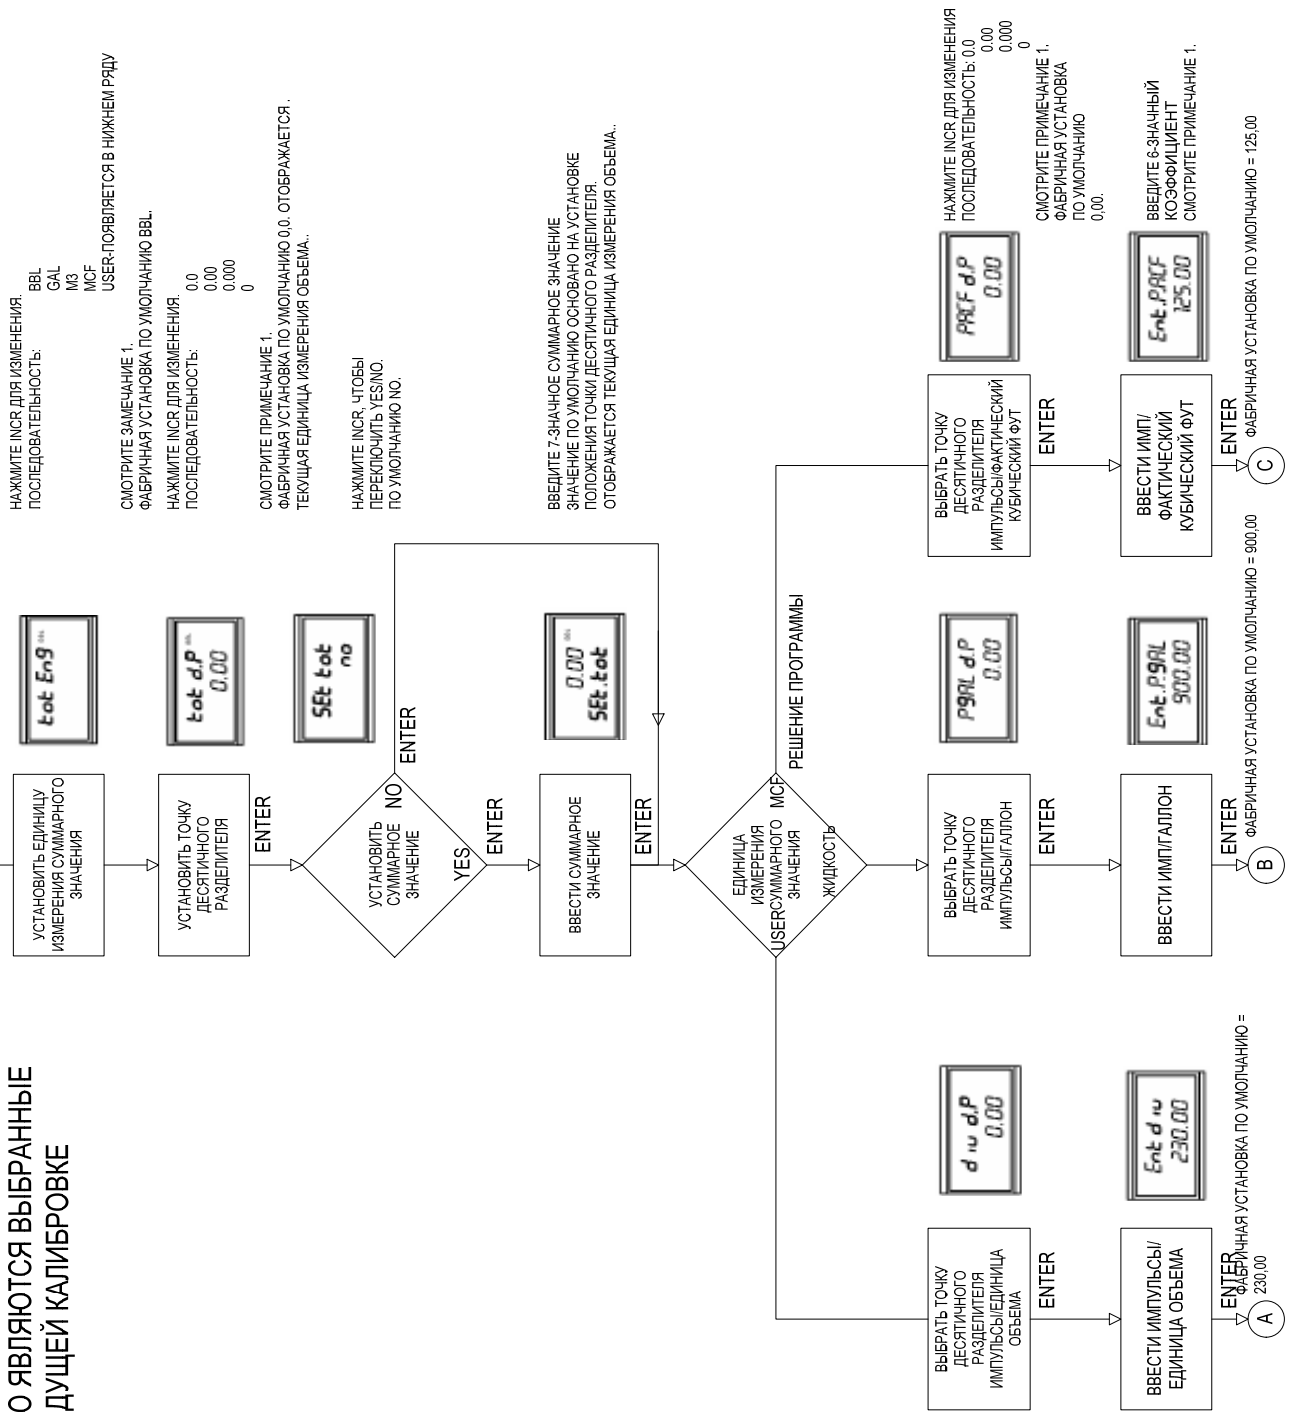 О ЯВЛЯЮТСЯ ВЫБРАННЫЕ
ДУЩЕЙ КАЛИБРОВКЕ
УСТАНОВИТЬ ЕДИНИЦУ
ИЗМЕРЕНИЯ СУММАРНОГО
ЗНАЧЕНИЯ
tot Eng
НАЖМИТЕ INCR ДЛЯ ИЗМЕНЕНИЯ.
ПОСЛЕДОВАТЕЛЬНОСТЬ:
BBL
GAL
M3
MCF
USER-ПОЯВЛЯЕТСЯ В НИЖНЕМ РЯДУ
СМОТРИТЕ ЗАМЕЧАНИЕ 1.
ФАБРИЧНАЯ УСТАНОВКА ПО УМОЛЧАНИЮ BBL.
УСТАНОВИТЬ ТОЧКУ
ДЕСЯТИЧНОГО
РАЗДЕЛИТЕЛЯ
tot d.P
0.00
НАЖМИТЕ INCR ДЛЯ ИЗМЕНЕНИЯ.
ПОСЛЕДОВАТЕЛЬНОСТЬ:
0.0
0.00
0.000
0
СМОТРИТЕ ПРИМЕЧАНИЕ 1.
ФАБРИЧНАЯ УСТАНОВКА ПО УМОЛЧАНИЮ 0,0. ОТОБРАЖАЕТСЯ .
ТЕКУЩАЯ ЕДИНИЦА ИЗМЕРЕНИЯ ОБЪЕМА..
ENTER
УСТАНОВИТЬ
СУММАРНОЕ
ЗНАЧЕНИЕ
NO
YES
SEt tot
no
НАЖМИТЕ INCR, ЧТОБЫ
ПЕРЕКЛЮЧИТЬ YES/NO.
ПО УМОЛЧАНИЮ NO.
ENTER
ENTER
ВВЕСТИ СУММАРНОЕ
ЗНАЧЕНИЕ
0.00
SEt.tot
ВВЕДИТЕ 7-ЗНАЧНОЕ СУММАРНОЕ ЗНАЧЕНИЕ
ЗНАЧЕНИЕ ПО УМОЛЧАНИЮ ОСНОВАНО НА УСТАНОВКЕ
ПОЛОЖЕНИЯ ТОЧКИ ДЕСЯТИЧНОГО РАЗДЕЛИТЕЛЯ.
ОТОБРАЖАЕТСЯ ТЕКУЩАЯ ЕДИНИЦА ИЗМЕРЕНИЯ ОБЪЕМА..
ENTER
ЕДИНИЦА
ИЗМЕРЕНИЯ
USER СУММАРНОГО MCF
ЗНАЧЕНИЯ
ЖИДКОСТЬ
РЕШЕНИЕ ПРОГРАММЫ
ВЫБРАТЬ ТОЧКУ
ДЕСЯТИЧНОГО
РАЗДЕЛИТЕЛЯ
ИМПУЛЬСЫ/ЕДИНИЦА
ОБЪЕМА
div d.P
0.00
ENTER
ВЫБРАТЬ ТОЧКУ
ДЕСЯТИЧНОГО
РАЗДЕЛИТЕЛЯ
ИМПУЛЬСЫ/ГАЛЛОН
PgAL d.P
0.00
ENTER
ВЫБРАТЬ ТОЧКУ
ДЕСЯТИЧНОГО
РАЗДЕЛИТЕЛЯ
ИМПУЛЬСЫ/ФАКТИЧЕСКИЙ
КУБИЧЕСКИЙ ФУТ
PACF d.P
0.00
НАЖМИТЕ INCR ДЛЯ ИЗМЕНЕНИЯ
ПОСЛЕДОВАТЕЛЬНОСТЬ: 0.0
0.00
0.000
0
СМОТРИТЕ ПРИМЕЧАНИЕ 1.
ФАБРИЧНАЯ УСТАНОВКА
ПО УМОЛЧАНИЮ
0,00.
ENTER
ВВЕСТИ ИМПУЛЬСЫ/
ЕДИНИЦА ОБЪЕМА
Ent div
230.00
ENTER
ФАБРИЧНАЯ УСТАНОВКА ПО УМОЛЧАНИЮ =
230,00
A
ВВЕСТИ ИМП/ГАЛЛОН
Ent.PgAL
900.00
ENTER
ФАБРИЧНАЯ УСТАНОВКА ПО УМОЛЧАНИЮ = 900,00
B
ВВЕСТИ ИМП/
ФАКТИЧЕСКИЙ
КУБИЧЕСКИЙ ФУТ
Ent.PACF
125.00
ВВЕДИТЕ 6-ЗНАЧНЫЙ
КОЭФФИЦИЕНТ
СМОТРИТЕ ПРИМЕЧАНИЕ 1.
ENTER
ФАБРИЧНАЯ УСТАНОВКА ПО УМОЛЧАНИЮ = 125,00
C